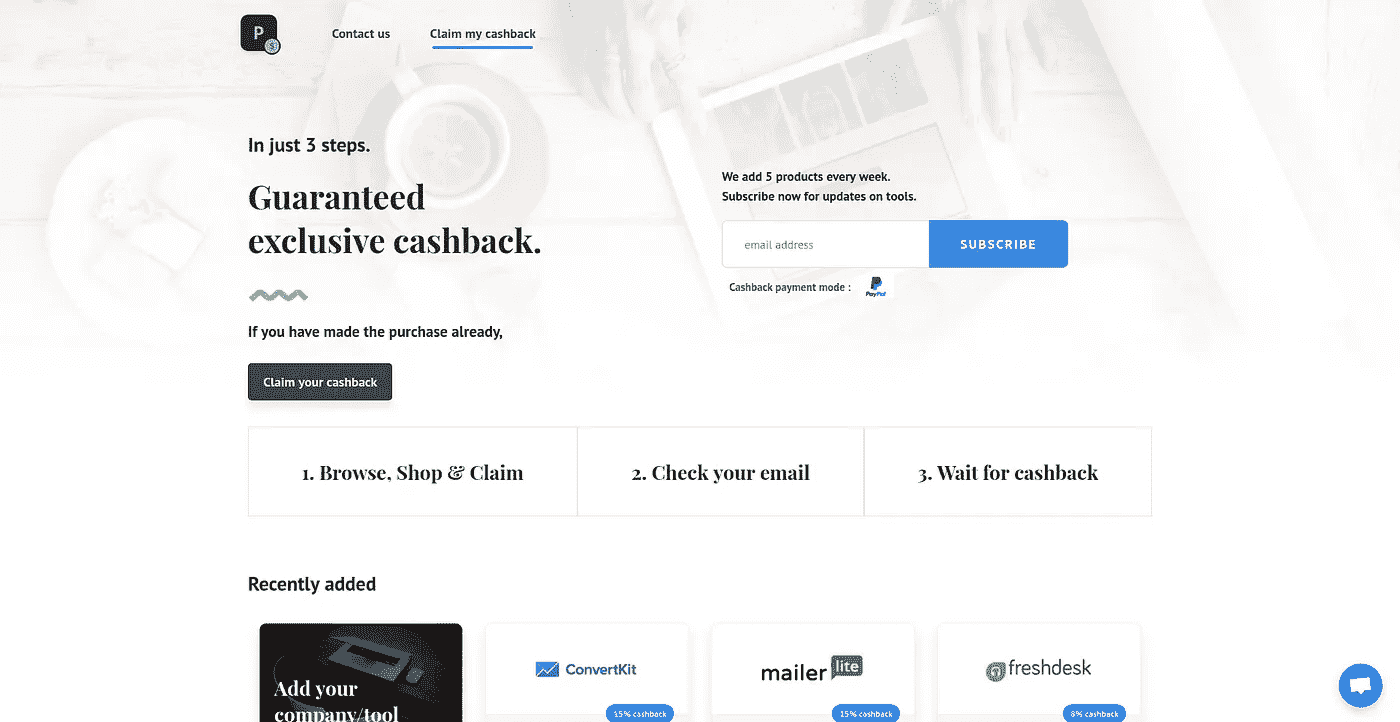 P
$
Contact us
Claim my cashback
In just 3 steps.
Guaranteed
exclusive cashback.
If you have made the purchase already,
Claim your cashback
We add 5 products every week.
Subscribe now for updates on tools.
email address
SUBSCRIBE
Cashback payment mode :
PayPal
1. Browse, Shop & Claim
2. Check your email
3. Wait for cashback
Recently added
Add your
company/tool
ConvertKit
15% cashback
mailer lite
15% cashback
freshdesk
8% cashback